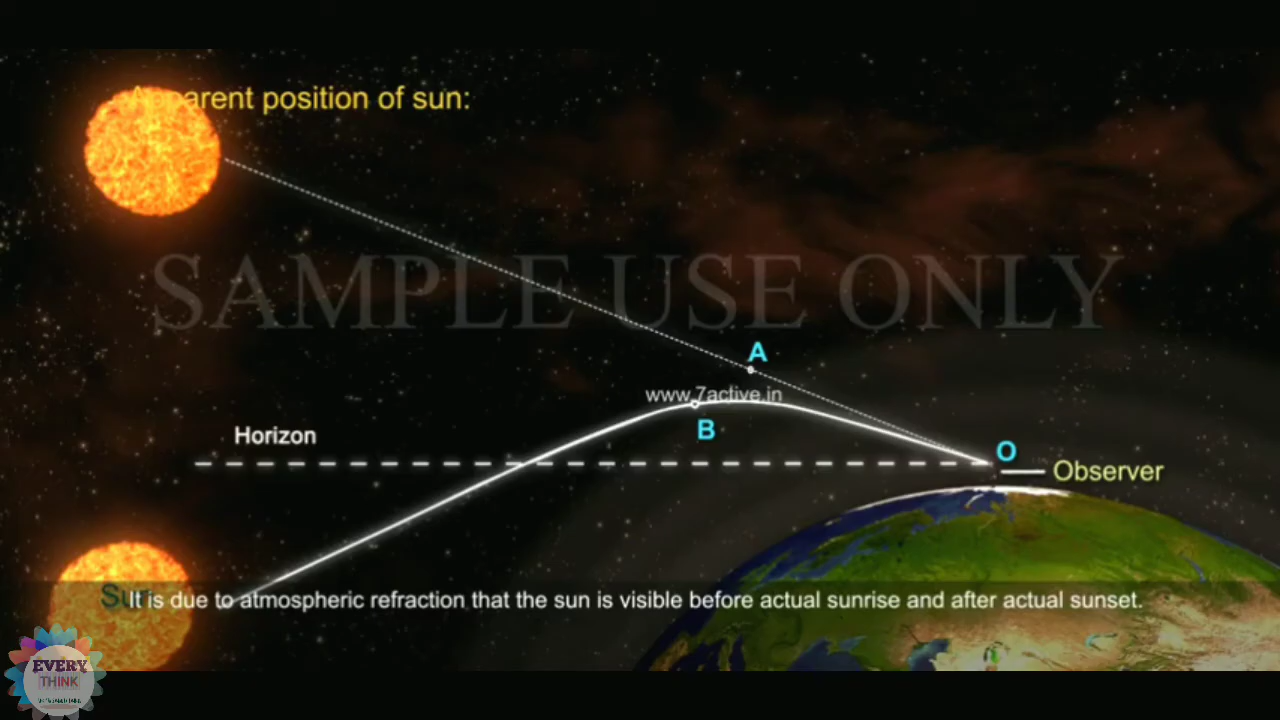 Apparent position of sun:
SAMPLE USE ONLY
A
www.7active.in
B
Horizon
O
Observer
Sun
It is due to atmospheric refraction that the sun is visible before actual sunrise and after actual sunset.
EVERY
THINK